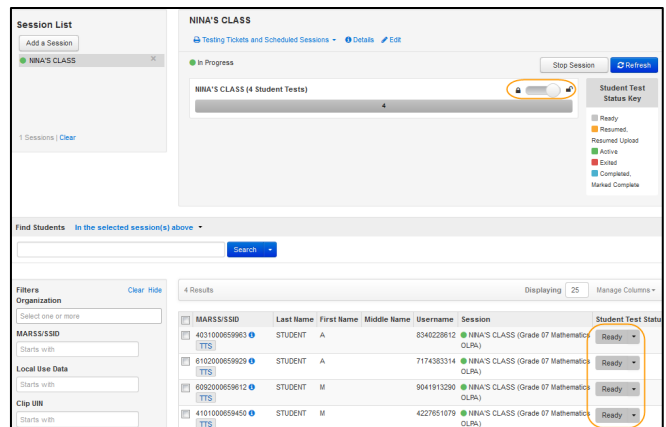 Session List
Add a Session
NINA'S CLASS ×
1 Sessions | Clear
NINA'S CLASS
Testing Tickets and Scheduled Sessions Details Edit
In Progress
Stop Session Refresh
NINA'S CLASS (4 Student Tests)
4
Student Test
Status Key
Ready
Resumed,
Resumed Upload
Active
Exited
Completed,
Marked Complete
Find Students In the selected session(s) above
Search
Filters Clear Hide
Organization
Select one or more
MARSS/SSID
Starts with
Local Use Data
Starts with
Clip UIN
Starts with
4 Results Displaying 25 Manage Columns
MARSS/SSID Last Name First Name Middle Name Username Session Student Test Statu
4031000659963 STUDENT A 8340228612 NINA'S CLASS (Grade 07 Mathematics Ready
TTS OLPA)
6102000659929 STUDENT A 7174383314 NINA'S CLASS (Grade 07 Mathematics Ready
TTS OLPA)
6092000659612 STUDENT M 9041913290 NINA'S CLASS (Grade 07 Mathematics Ready
TTS OLPA)
4101000659450 STUDENT M 4227651079 NINA'S CLASS (Grade 07 Mathematics Ready
TTS OLPA)